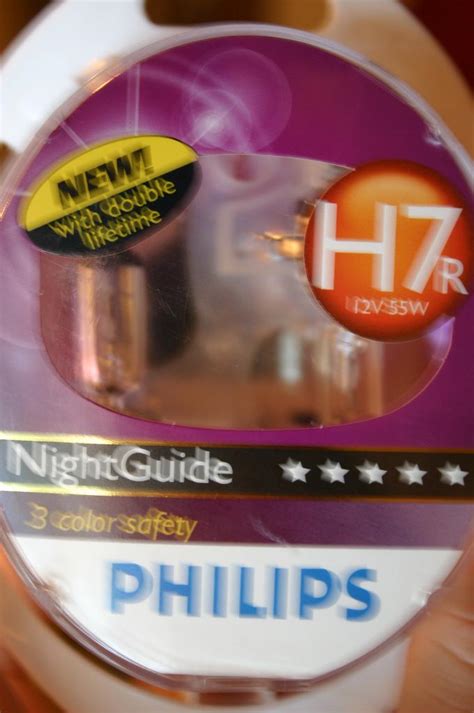 NEW!
With double
lifetime
H7R
12V 55W
NightGuide
3 color safety
PHILIPS